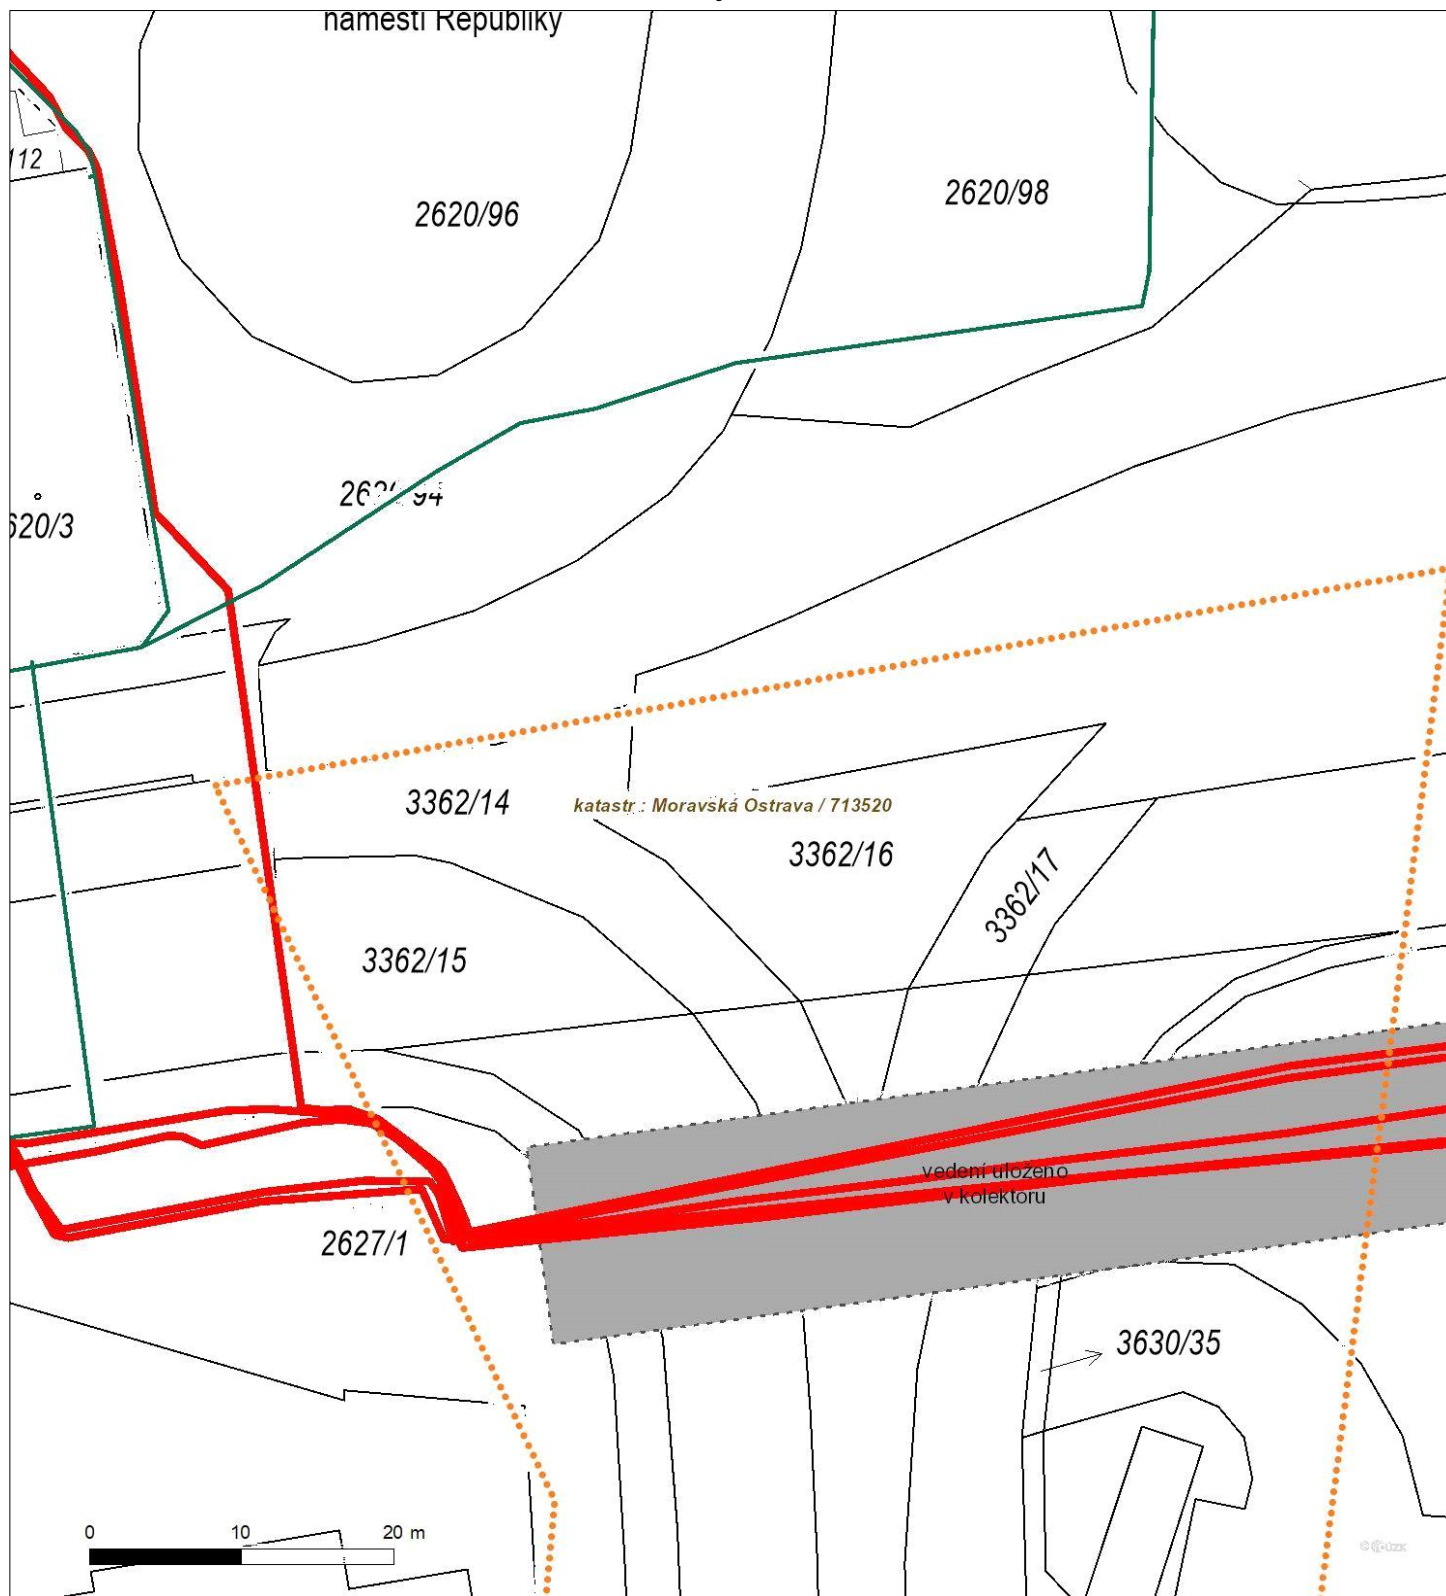 náměstí Republiky
112
2620/96
2620/98
620/3
3362/14
katastr : Moravská Ostrava / 713520
3362/16
3362/17
3362/15
vedení uloženo
v kolektoru
2627/1
3630/35
0 10 20 m